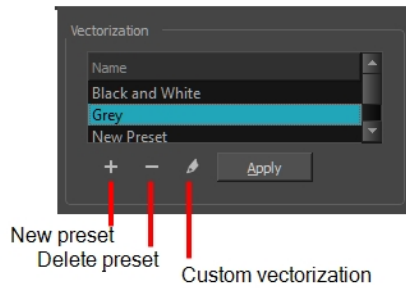 Vectorization
Name
Black and White
Grey
New Preset
Apply
New preset
Delete preset
Custom vectorization